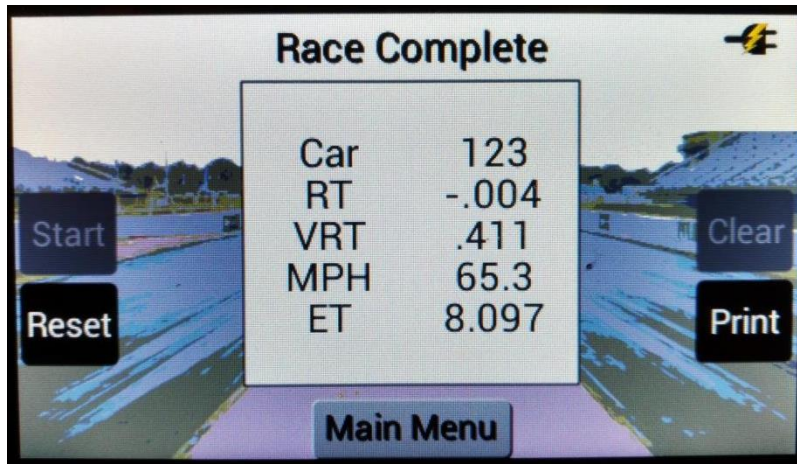 Race Complete
Car 123
RT -.004
VRT .411
MPH 65.3
ET 8.097
Start
Clear
Reset
Print
Main Menu